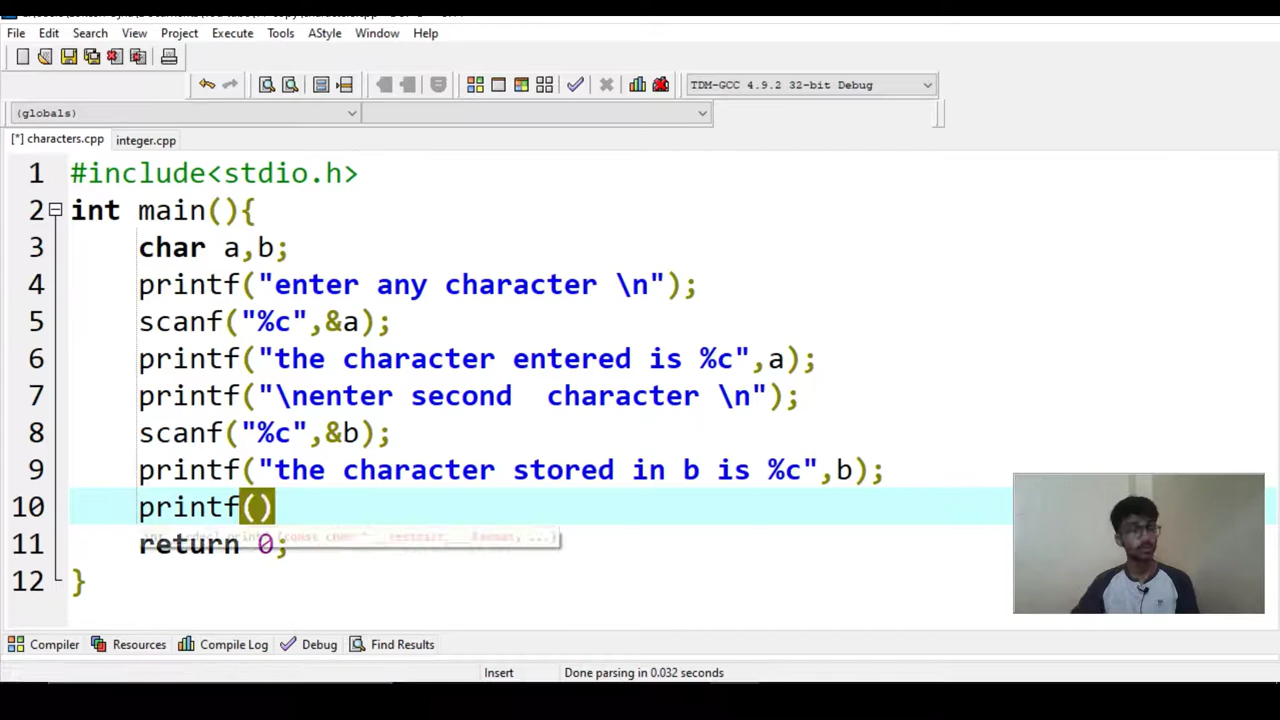 File Edit Search View Project Execute Tools AStyle Window Help
TDM-GCC 4.9.2 32-bit Debug
(globals)
[*] characters.cpp integer.cpp
1 #include<stdio.h>
2 int main(){
3 char a,b;
4 printf("enter any character \n");
5 scanf("%c",&a);
6 printf("the character entered is %c",a);
7 printf("\nenter second  character \n");
8 scanf("%c",&b);
9 printf("the character stored in b is %c",b);
10 printf()
11 return 0;
12 }
Compiler Resources Compile Log Debug Find Results
Insert Done parsing in 0.032 seconds